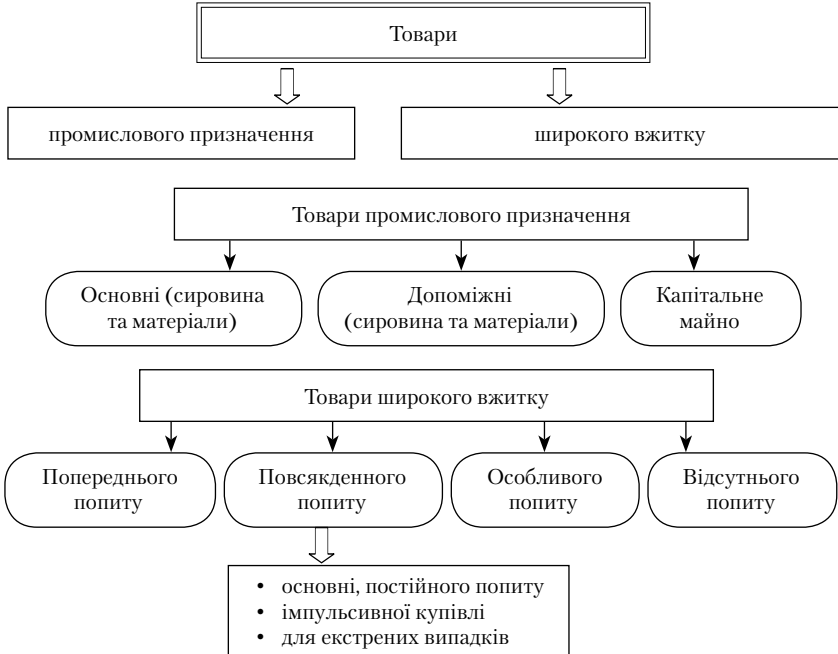 Товари
промислового призначення
широкого вжитку
Товари промислового призначення
Основні (сировина
та матеріали)
Допоміжні
(сировина та матеріали)
Капітальне
майно
Товари широкого вжитку
Попереднього
попиту
Повсякденного
попиту
Особливого
попиту
Відсутнього
попиту
• основні, постійного попиту
• імпульсивної купівлі
• для екстрених випадків